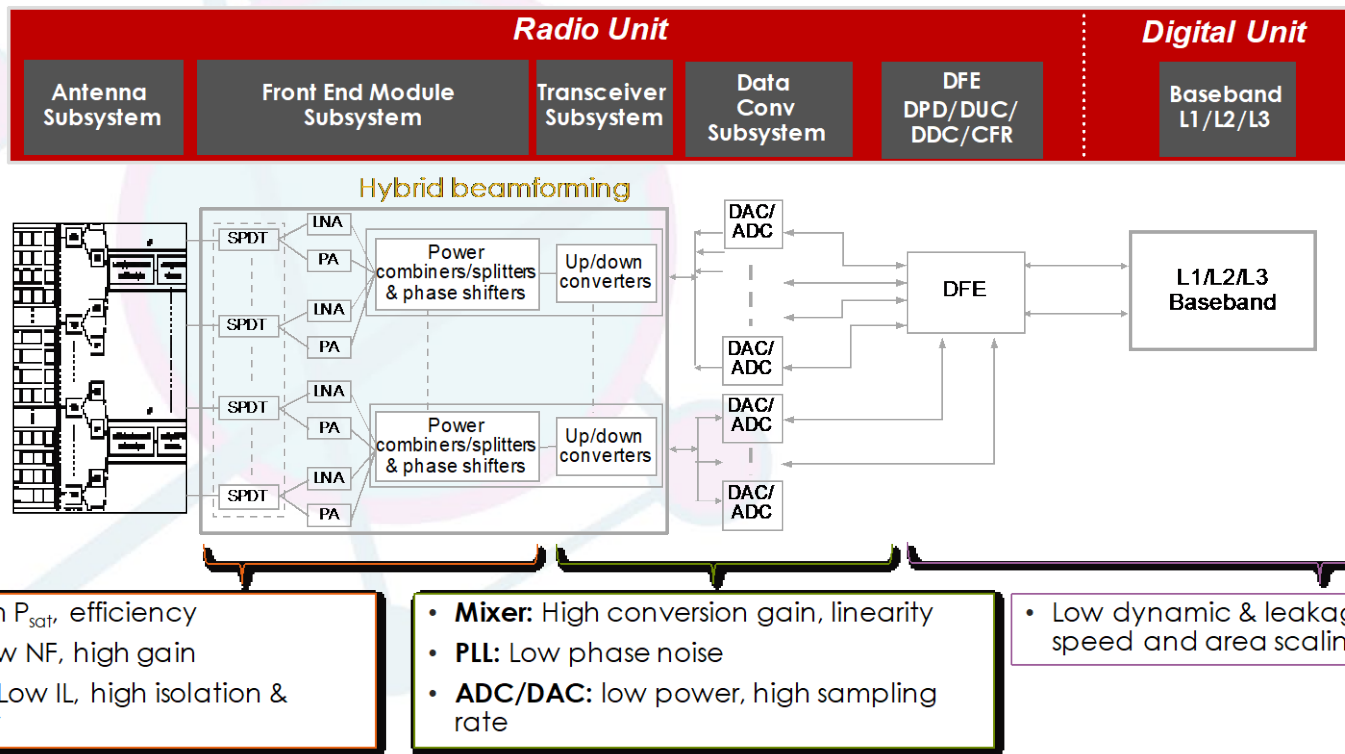 Radio Unit
Digital Unit
Antenna
Subsystem
Front End Module
Subsystem
Transceiver
Subsystem
Data
Conv
Subsystem
DFE
DPD/DUC/
DDC/CFR
Baseband
L1/L2/L3
Hybrid beamforming
SPDT
LNA
PA
SPDT
LNA
PA
Power
combiners/splitters
& phase shifters
Up/down
converters
SPDT
LNA
PA
SPDT
LNA
PA
Power
combiners/splitters
& phase shifters
Up/down
converters
DAC/
ADC
DAC/
ADC
DAC/
ADC
DAC/
ADC
DFE
L1/L2/L3
Baseband
Psat, efficiency
NF, high gain
Low IL, high isolation &
• Mixer: High conversion gain, linearity
• PLL: Low phase noise
• ADC/DAC: low power, high sampling
rate
• Low dynamic &
speed and area